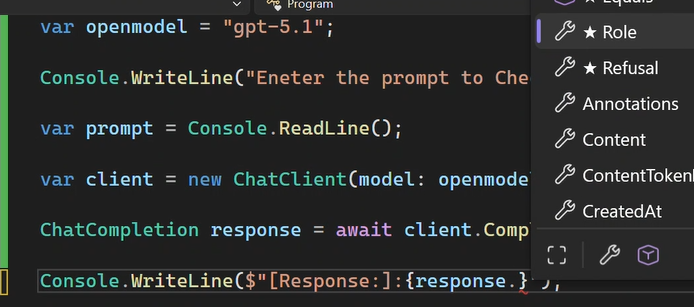 Program
var openmodel = "gpt-5.1";
Console.WriteLine("Eneter the prompt to Che
var prompt = Console.ReadLine();
var client = new ChatClient(model: openmode
ChatCompletion response = await client.Comp
Console.WriteLine($"[Response:]:{response.}");
Equals
★ Role
★ Refusal
Annotations
Content
ContentToken
CreatedAt